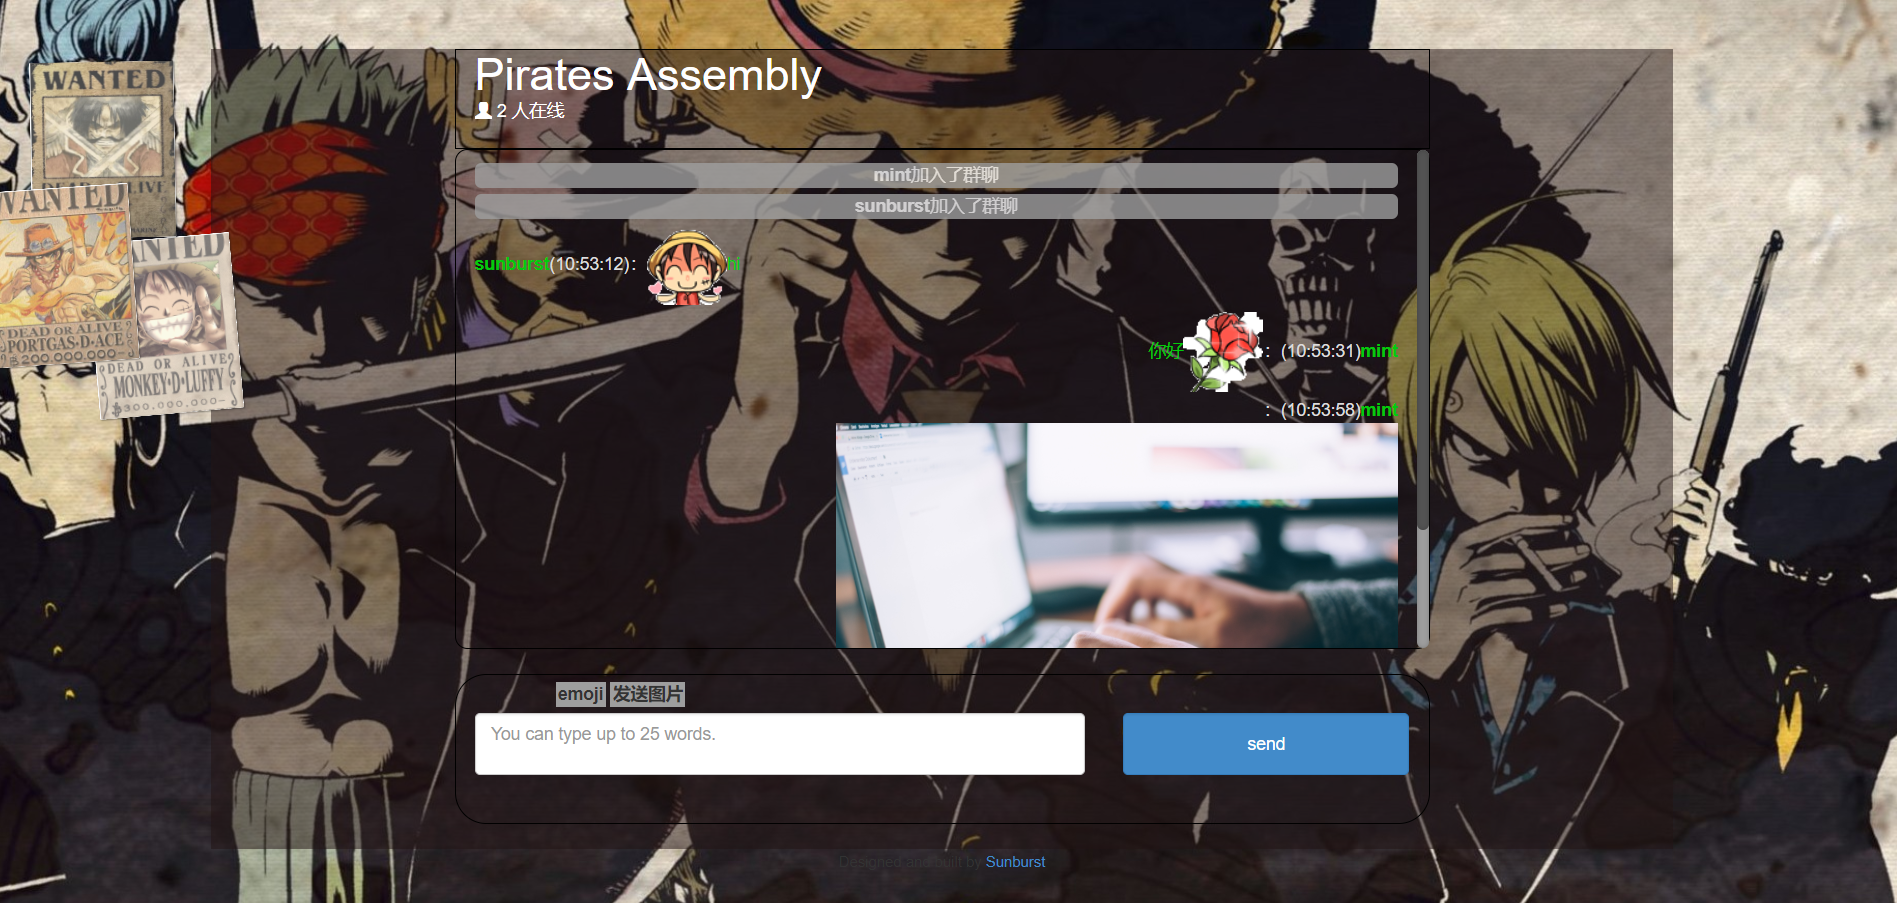 Pirates Assembly
2 人在线
WANTED
DEAD OR ALIVE
WANTED
DEAD OR ALIVE
PORTGAS·D·ACE
200.000.000-
WANTED
DEAD OR ALIVE
MONKEY·D·LUFFY
300.000.000-
mint加入了群聊
sunburst加入了群聊
sunburst(10:53:12)： hi
你好 ：(10:53:31)mint
：(10:53:58)mint
emoji 发送图片
You can type up to 25 words.
send
Designed and built by Sunburst